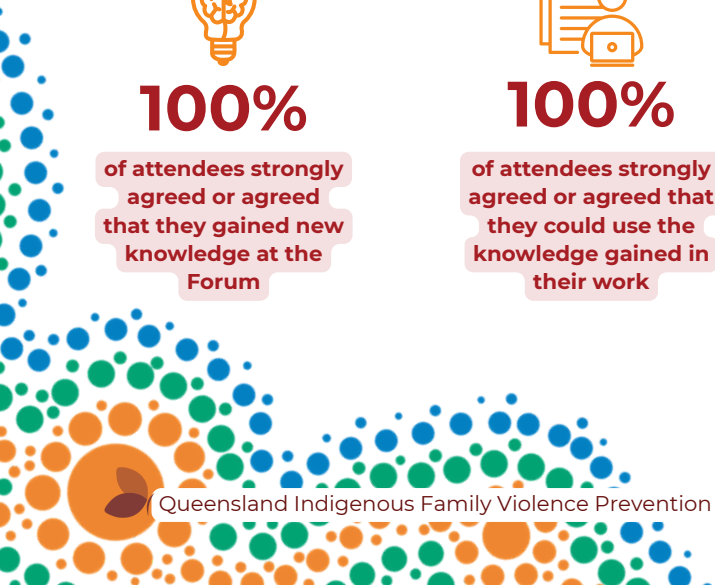 100%
of attendees strongly
agreed or agreed
that they gained new
knowledge at the
Forum
100%
of attendees strongly
agreed or agreed that
they could use the
knowledge gained in
their work
Queensland Indigenous Family Violence Prevention